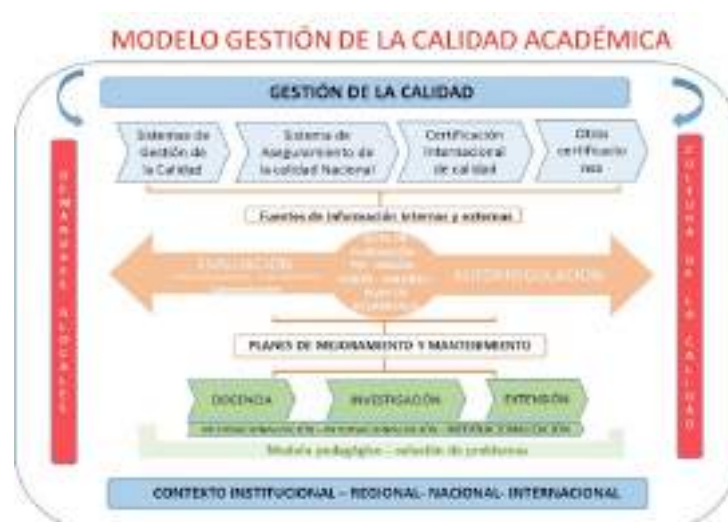 MODELO GESTIÓN DE LA CALIDAD ACADÉMICA
GESTIÓN DE LA CALIDAD
Sistemas de
Gestión de
la Calidad
Sistema de
Aseguramiento de
la calidad Nacional
Certificación
Internacional
de calidad
Otros
certificacio
nes
Fuentes de información internas y externas
DEMANDAS
CULTURA DE LA CALIDAD
EVALUACIÓN
AUTORREGULACIÓN
PLANES DE MEJORAMIENTO Y MANTENIMIENTO
DOCENCIA
INVESTIGACIÓN
EXTENSIÓN
Modelo pedagógico – solución de problemas
CONTEXTO INSTITUCIONAL – REGIONAL- NACIONAL- INTERNACIONAL